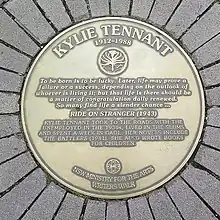 KYLIE TENNANT
1912-1988
To be born is to be lucky. Later, life may prove
a failure or a success, depending on the outlook of
whoever is living it; but that life is there should be
a matter of congratulation daily renewed.
So many find life a slender chance ...
RIDE ON STRANGER (1943)
KYLIE TENNANT TOOK TO THE ROADS WITH THE
UNEMPLOYED IN THE 1930s, LIVED IN THE SLUMS
AND SPENT A WEEK IN GAOL. HER NOVELS INCLUDE
THE BATTLERS (1941). SHE ALSO WROTE BOOKS
FOR CHILDREN.
NSW MINISTRY FOR THE ARTS
WRITERS WALK